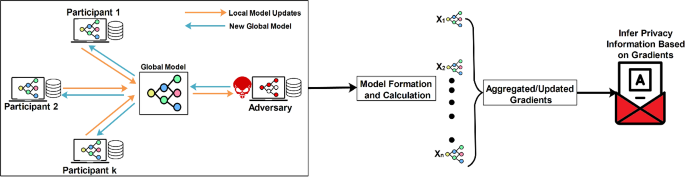 Participant 1
Local Model Updates
New Global Model
Global Model
Participant 2
Adversary
Participant k
Model Formation
and Calculation
X1
X2
Xn
Aggregated/Updated
Gradients
Infer Privacy
Information Based
on Gradients
A